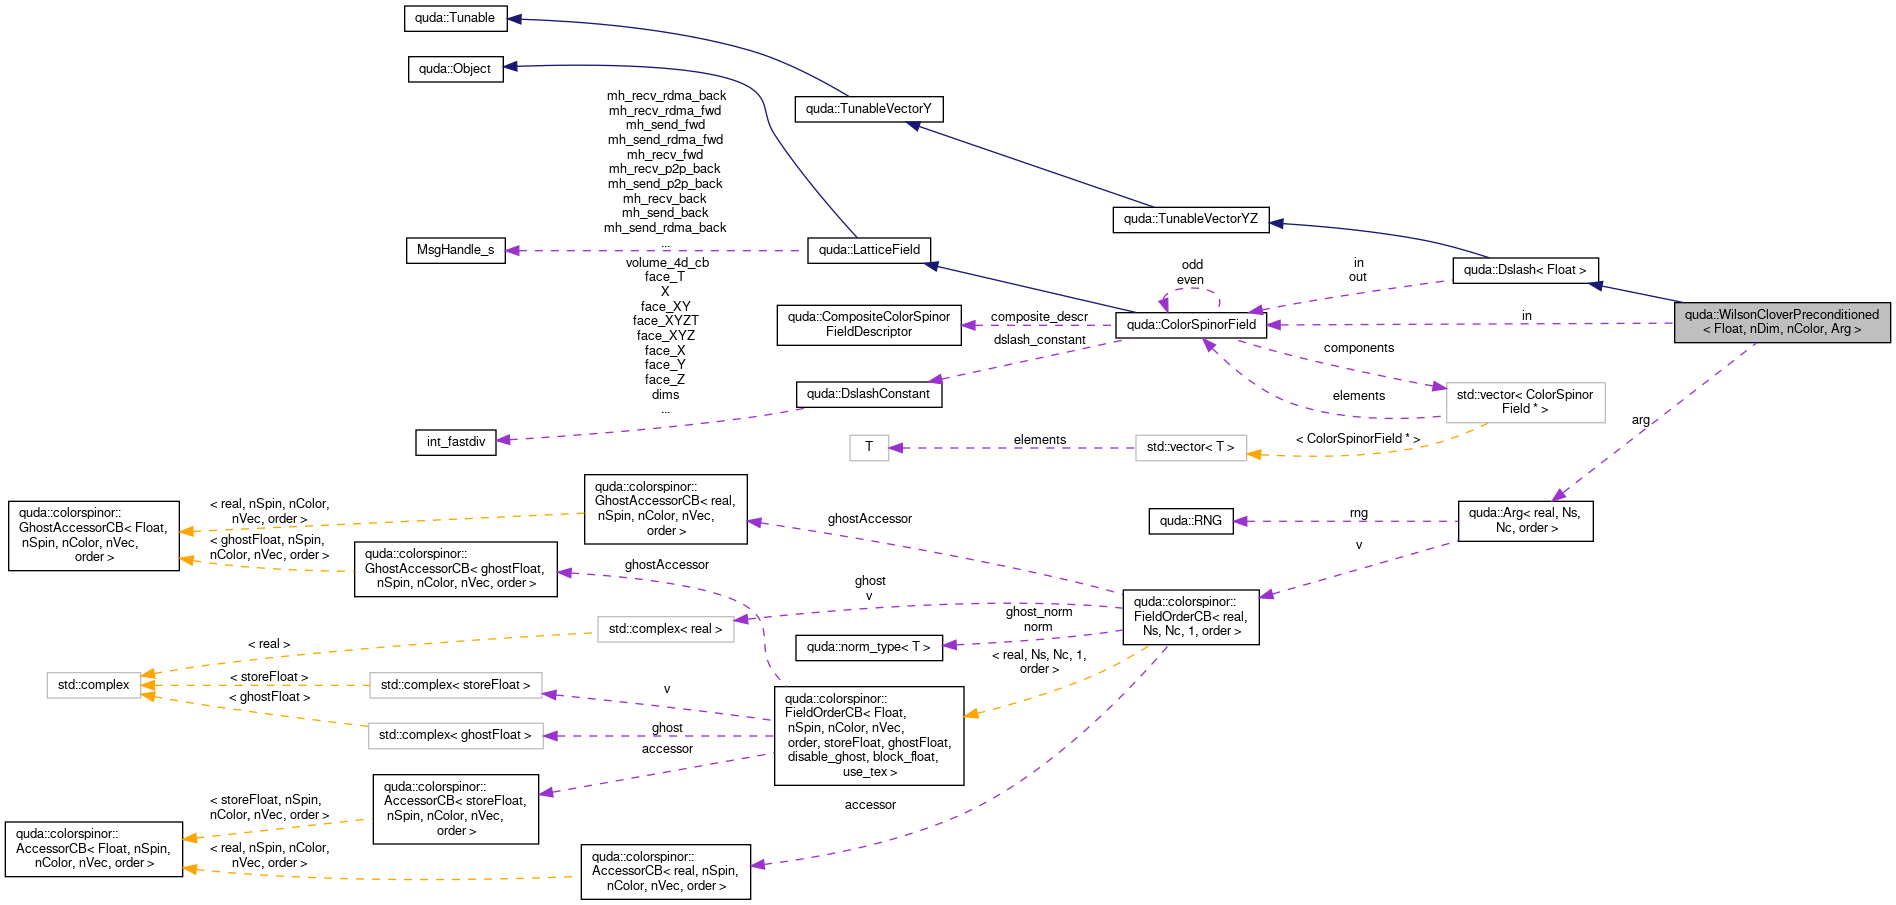 quda::Tunable
quda::Object
mh_recv_rdma_back
mh_recv_rdma_fwd
mh_send_fwd
mh_send_rdma_fwd
mh_recv_fwd
mh_recv_p2p_back
mh_send_p2p_back
mh_recv_back
mh_send_back
mh_send_rdma_back
...
quda::TunableVectorY
quda::TunableVectorYZ
MsgHandle_s
quda::LatticeField
quda::Dslash< Float >
volume_4d_cb
face_T
X
face_XY
face_XYZT
face_XYZ
face_X
face_Y
face_Z
dims
...
odd
even
in
out
quda::CompositeColorSpinor
FieldDescriptor
composite_descr
quda::ColorSpinorField
in
quda::WilsonCloverPreconditioned
< Float, nDim, nColor, Arg >
dslash_constant
components
quda::DslashConstant
elements
std::vector< ColorSpinor
Field * >
int_fastdiv
T
elements
std::vector< T >
< ColorSpinorField * >
arg
quda::colorspinor::
GhostAccessorCB< Float,
nSpin, nColor, nVec,
order >
< real, nSpin, nColor,
nVec, order >
< ghostFloat, nSpin,
nColor, nVec, order >
quda::colorspinor::
GhostAccessorCB< real,
nSpin, nColor, nVec,
order >
quda::colorspinor::
GhostAccessorCB< ghostFloat,
nSpin, nColor, nVec, order >
ghostAccessor
ghostAccessor
quda::RNG
rng
quda::Arg< real, Ns,
Nc, order >
v
ghost
v
quda::colorspinor::
FieldOrderCB< real,
Ns, Nc, 1, order >
std::complex< real >
ghost_norm
norm
quda::norm_type< T >
< real >
< real, Ns, Nc, 1,
order >
std::complex
< storeFloat >
< ghostFloat >
std::complex< storeFloat >
v
std::complex< ghostFloat >
ghost
accessor
quda::colorspinor::
FieldOrderCB< Float,
nSpin, nColor, nVec,
order, storeFloat, ghostFloat,
disable_ghost, block_float,
use_tex >
quda::colorspinor::
AccessorCB< storeFloat,
nSpin, nColor, nVec,
order >
accessor
< storeFloat, nSpin,
nColor, nVec, order >
quda::colorspinor::
AccessorCB< Float, nSpin,
nColor, nVec, order >
< real, nSpin, nColor,
nVec, order >
quda::colorspinor::
AccessorCB< real, nSpin,
nColor, nVec, order >